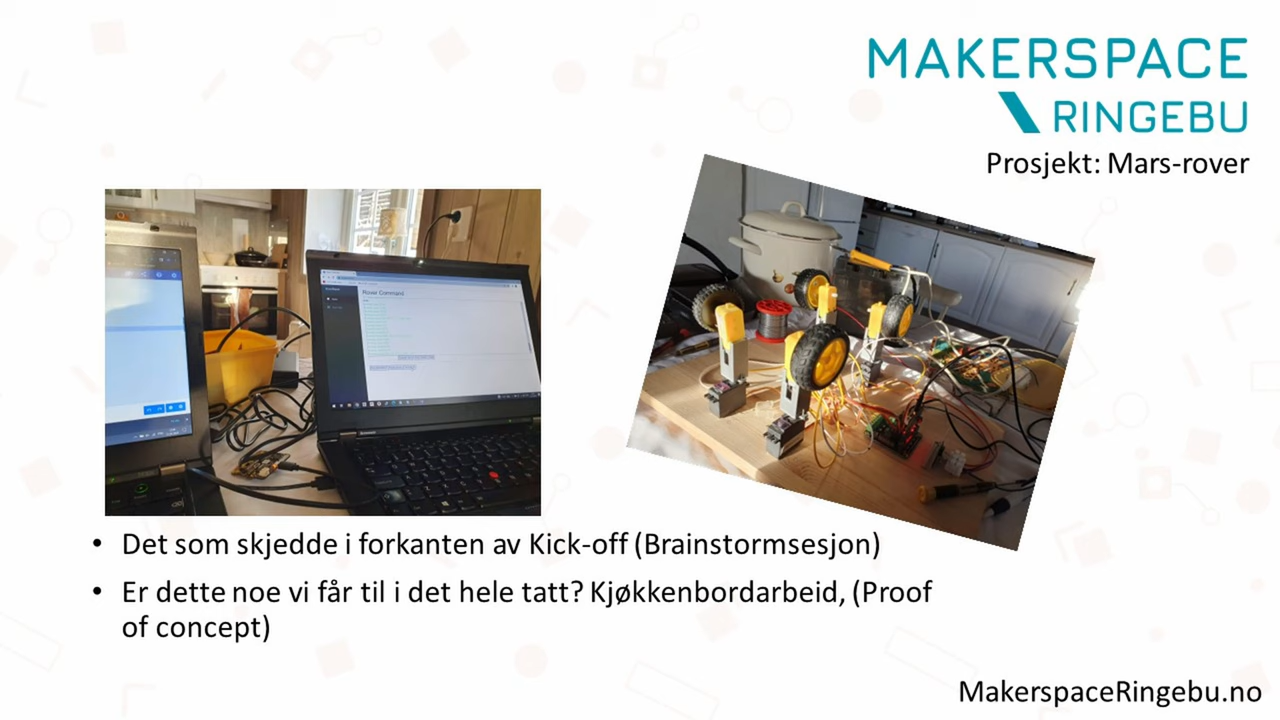 MAKERSPACE
RINGEBU
Prosjekt: Mars-rover
Rover Command
• Det som skjedde i forkanten av Kick-off (Brainstormsesjon)
• Er dette noe vi får til i det hele tatt? Kjøkkenbordarbeid, (Proof
of concept)
MakerspaceRingebu.no